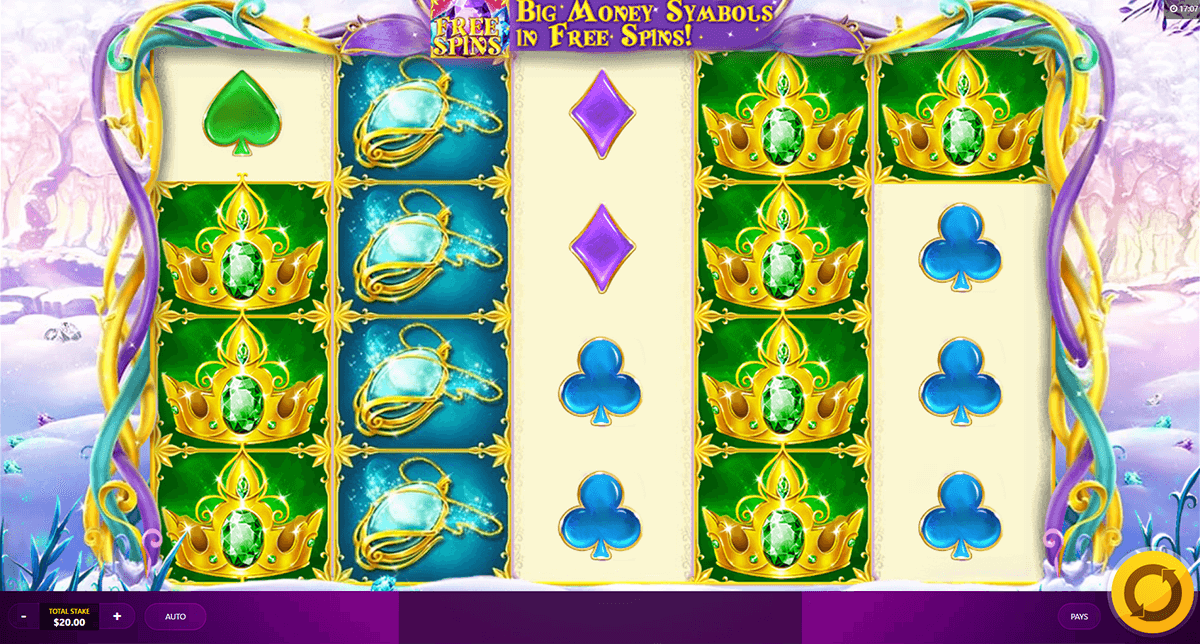 FREE
SPINS
BIG MONEY SYMBOLS
IN FREE SPINS!
17:07
- TOTAL STAKE +
$20.00
AUTO
PAYS